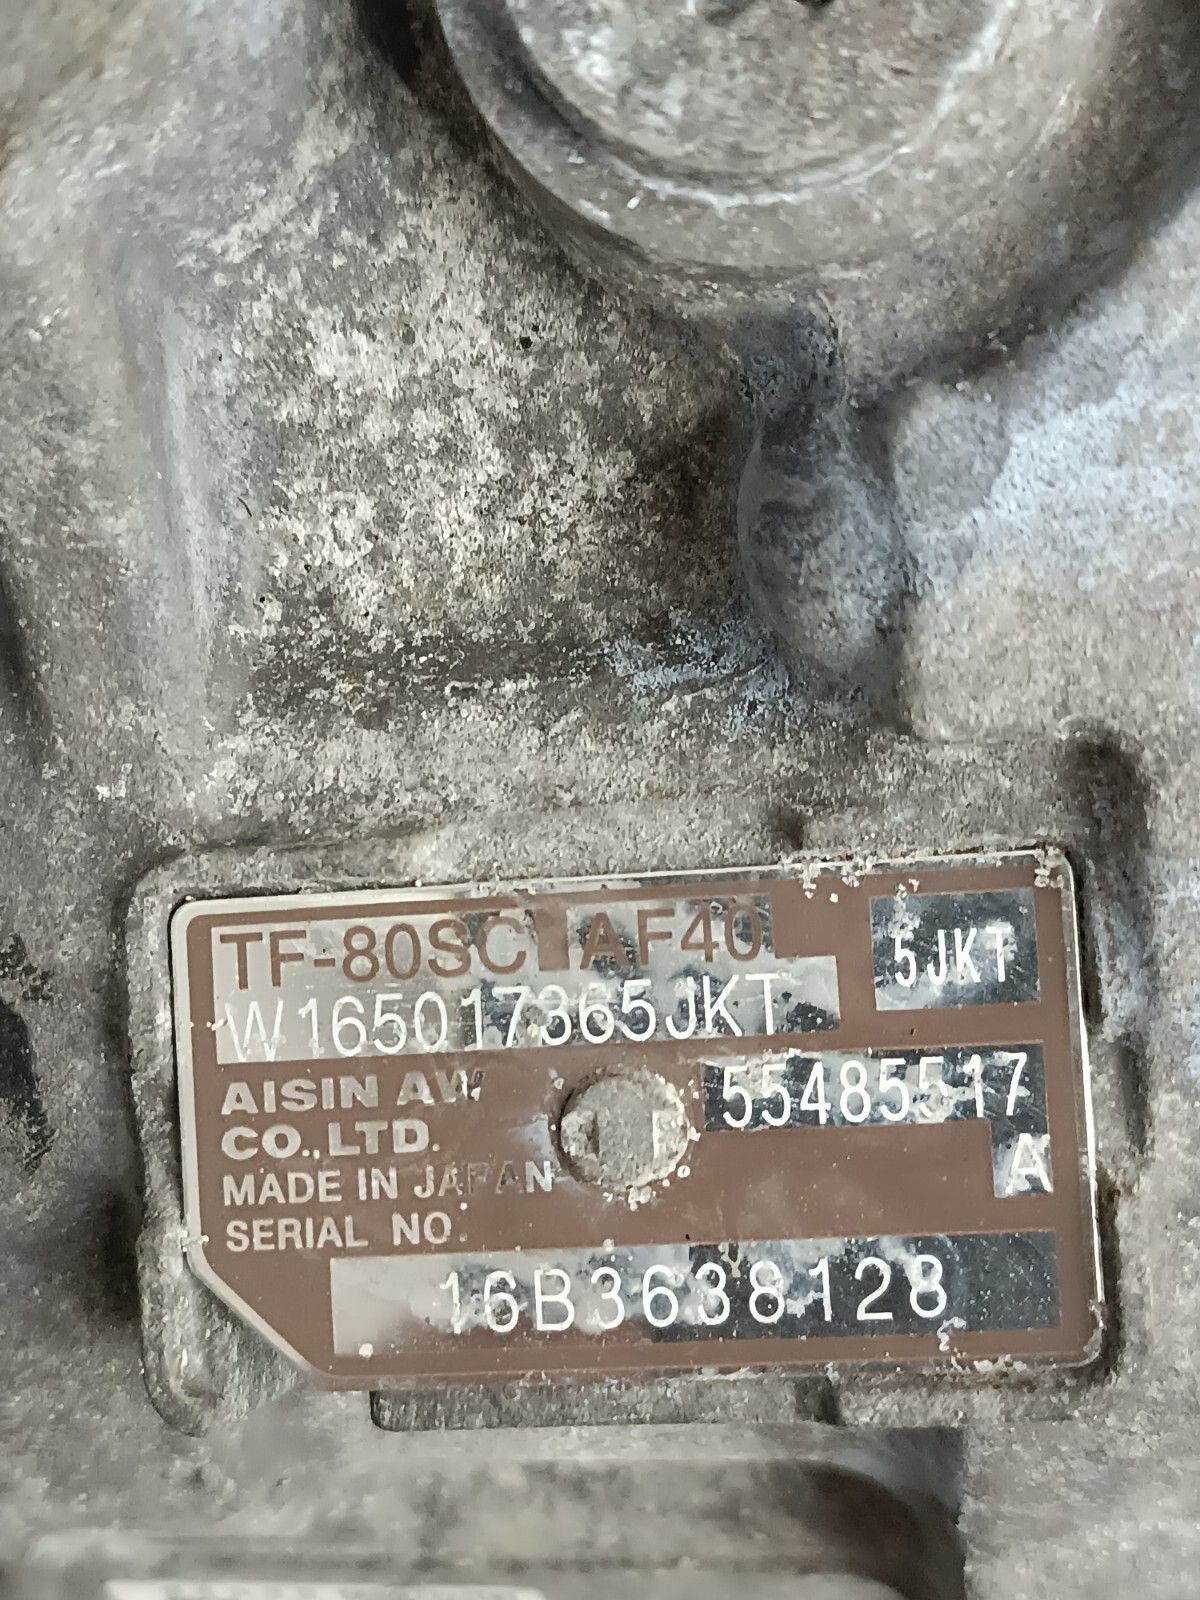 TF-80SC AF40
5JKT
W165017365JKT
AISIN AW
55485517
CO.,LTD.
A
MADE IN JAPAN
SERIAL NO.
16B3638128